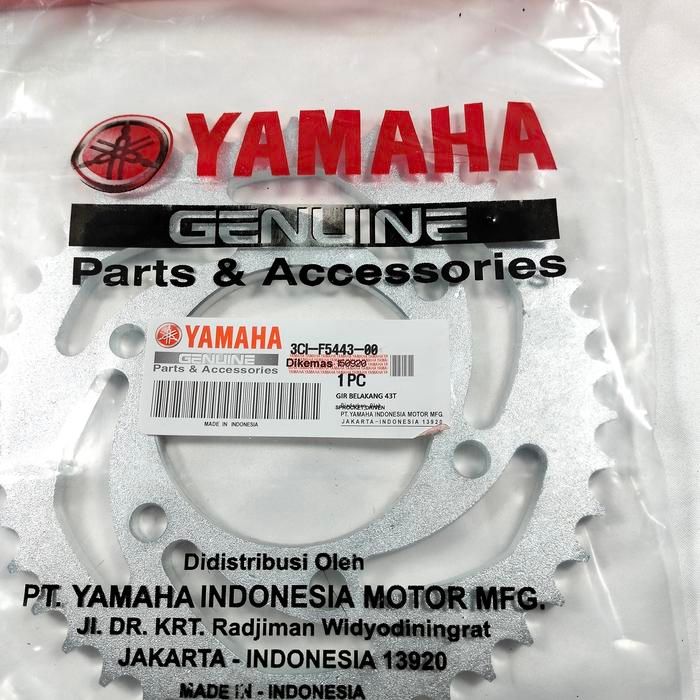 YAMAHA
GENUINE
Parts & Accessories
YAMAHA
GENUINE
Parts & Accessories
MADE IN INDONESIA
3C1-F5443-00
Dikemas 150920
1 PC
GIR BELAKANG 43T
SPROCKET,DRIVEN
PT.YAMAHA INDONESIA MOTOR MFG.
JAKARTA-INDONESIA 13920
Didistribusi Oleh
PT. YAMAHA INDONESIA MOTOR MFG.
Jl. DR. KRT. Radjiman Widyodiningrat
JAKARTA - INDONESIA 13920
MADE IN - INDONESIA